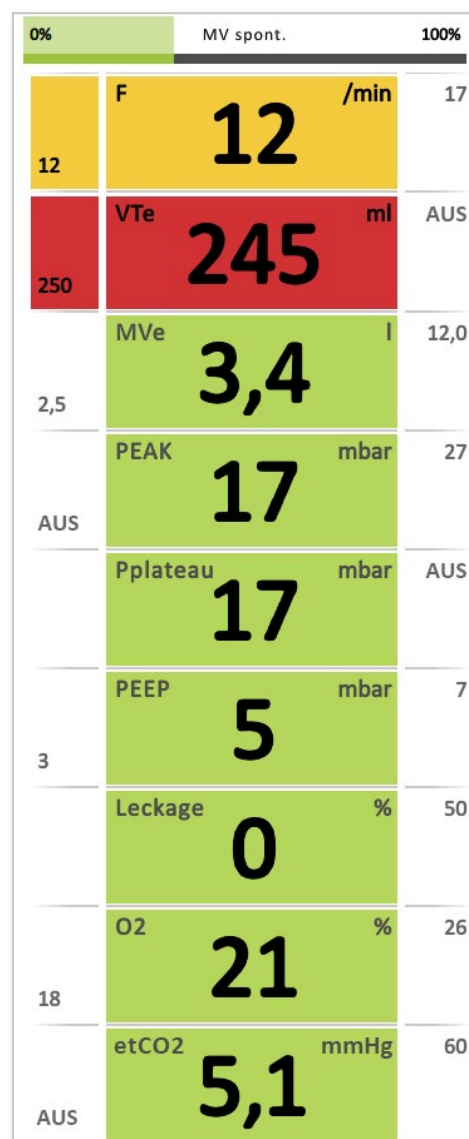 0% MV spont. 100%
F /min 17
12
12
VTe ml AUS
245
250
MVe l 12,0
3,4
2,5
PEAK mbar 27
17
AUS
Pplateau mbar AUS
17
PEEP mbar 7
5
3
Leckage % 50
0
O2 % 26
21
18
etCO2 mmHg 60
5,1
AUS